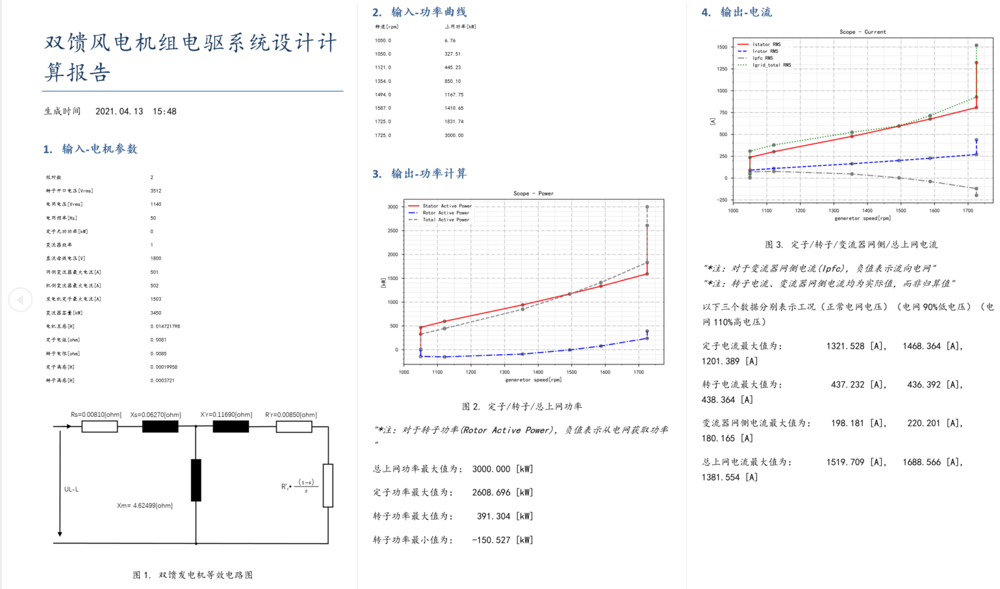 双馈风电机组电驱系统设计计
算报告
生成时间 2021.04.13 15:48
1. 输入-电机参数
极对数 2
转子开口电压[Vrms] 3512
电网电压[Vrms] 1140
电网频率[Hz] 50
定子无功功率[kW] 0
变流器效率 1
直流母线电压[V] 1800
网侧变流器最大电流[A] 501
机侧变流器最大电流[A] 502
发电机定子最大电流[A] 1503
变流器容量[kW] 3450
电机互感[H] 0.014721798
定子电阻[ohm] 0.0081
转子电阻[ohm] 0.0085
定子漏感[H] 0.00019958
转子漏感[H] 0.0003721
Rs=0.00810[ohm] Xs=0.06270[ohm] X'r=0.11690[ohm] R'r=0.00850[ohm]
UL-L
R'r• (1-s)
s
Xm= 4.62499[ohm]
图 1. 双馈发电机等效电路图
2. 输入-功率曲线
转速[rpm] 上网功率[kW]
1050.0 6.76
1050.0 327.51
1121.0 445.23
1354.0 850.10
1494.0 1167.75
1587.0 1410.65
1725.0 1831.74
1725.0 3000.00
3. 输出-功率计算
Scope - Power
Stator Active Power
Rotor Active Power
Total Active Power
[kW]
3000
2500
2000
1500
1000
500
0
1000 1100 1200 1300 1400 1500 1600 1700
generetor speed[rpm]
图 2. 定子/转子/总上网功率
"*注: 对于转子功率(Rotor Active Power), 负值表示从电网获取功率
"
总上网功率最大值为: 3000.000 [kW]
定子功率最大值为: 2608.696 [kW]
转子功率最大值为: 391.304 [kW]
转子功率最小值为: -150.527 [kW]
4. 输出-电流
Scope - Current
Istator RMS
Irotor RMS
Ipfc RMS
Igrid_total RMS
[A]
1500
1250
1000
750
500
250
0
-250
1000 1100 1200 1300 1400 1500 1600 1700
generetor speed[rpm]
图 3. 定子/转子/变流器网侧/总上网电流
"*注: 对于变流器网侧电流(Ipfc), 负值表示流向电网"
"*注: 转子电流、变流器网侧电流均为实际值, 而非归算值"
以下三个数据分别表示工况（正常电网电压）（电网 90%低电压）（电
网 110%高电压）
定子电流最大值为: 1321.528 [A], 1468.364 [A],
1201.389 [A]
转子电流最大值为: 437.232 [A], 436.392 [A],
438.364 [A]
变流器网侧电流最大值为: 198.181 [A], 220.201 [A],
180.165 [A]
总上网电流最大值为: 1519.709 [A], 1688.566 [A],
1381.554 [A]